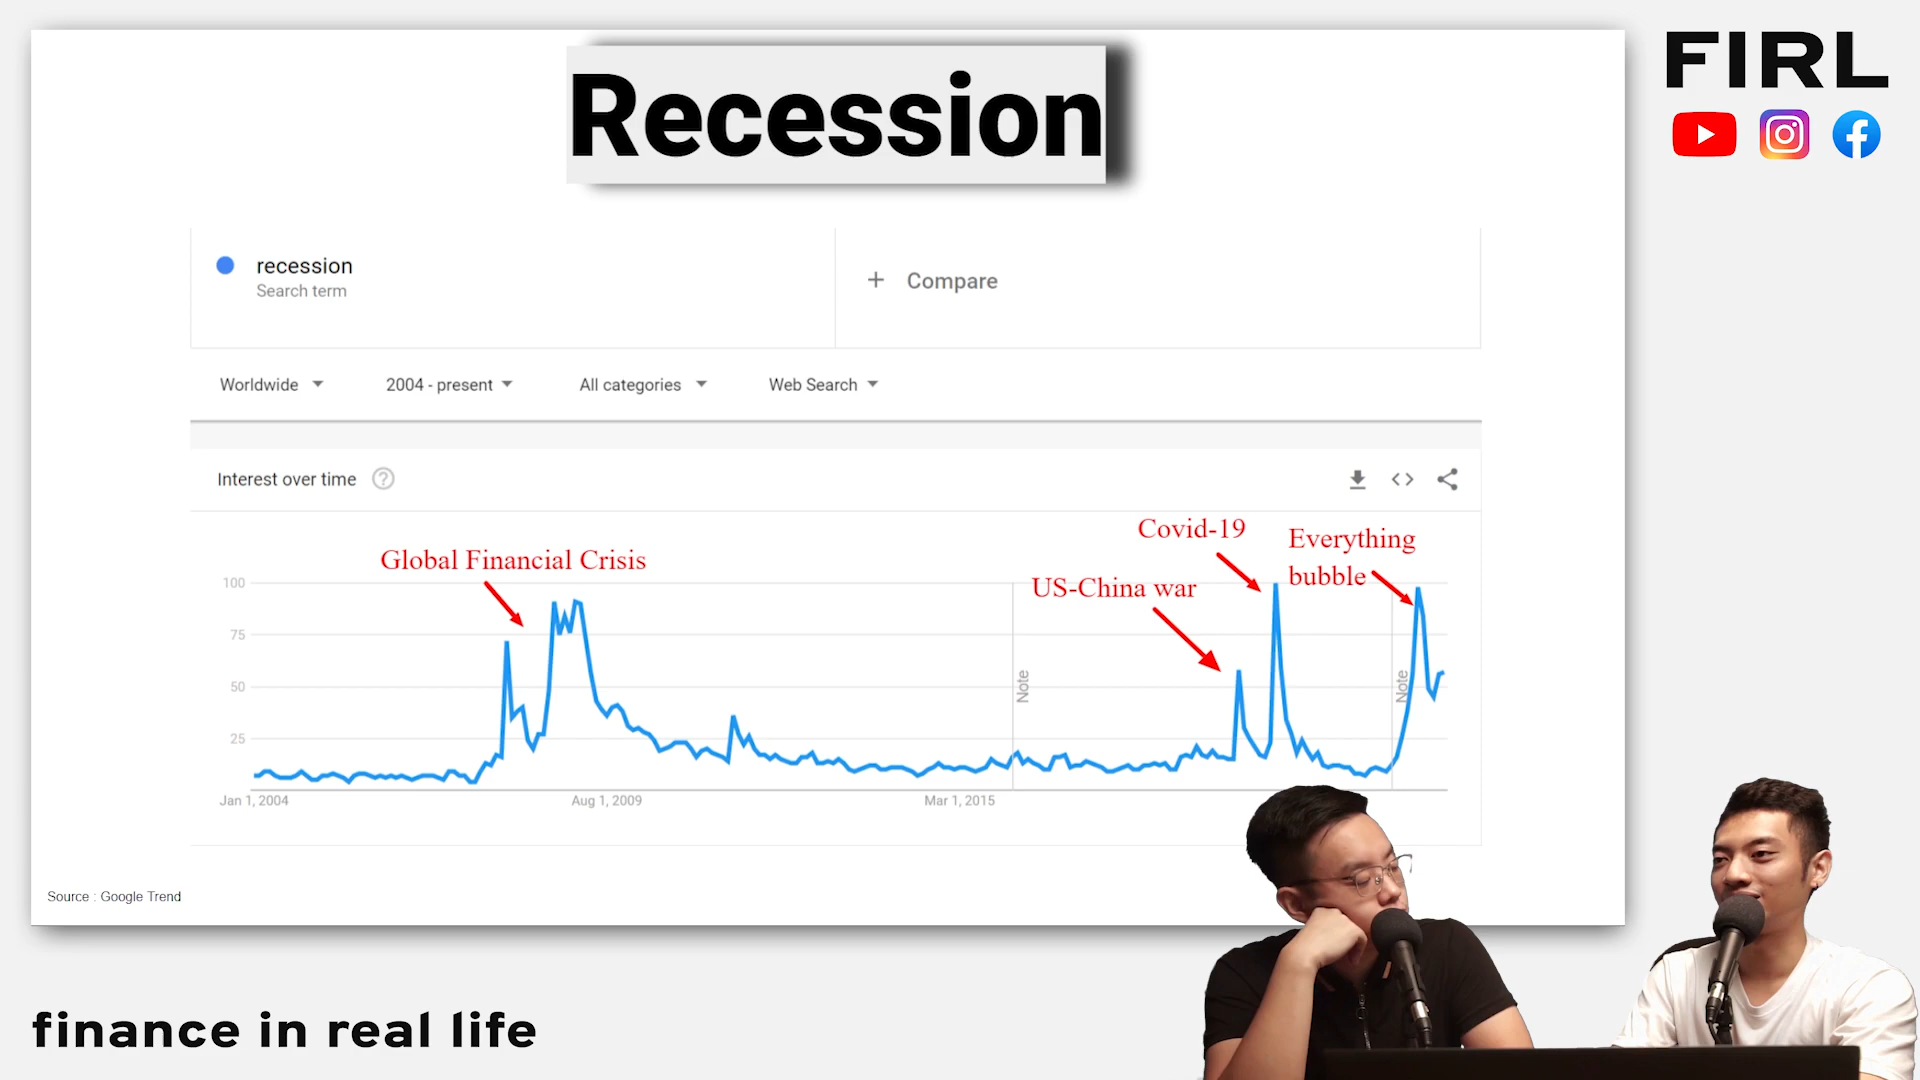 Recession
FIRL
recession
Search term
+ Compare
Worldwide
2004 - present
All categories
Web Search
Interest over time ?
Covid-19
Everything
bubble
Global Financial Crisis
US-China war
100
75
50
25
Note
Note
Jan 1, 2004
Aug 1, 2009
Mar 1, 2015
Source : Google Trend
finance in real life